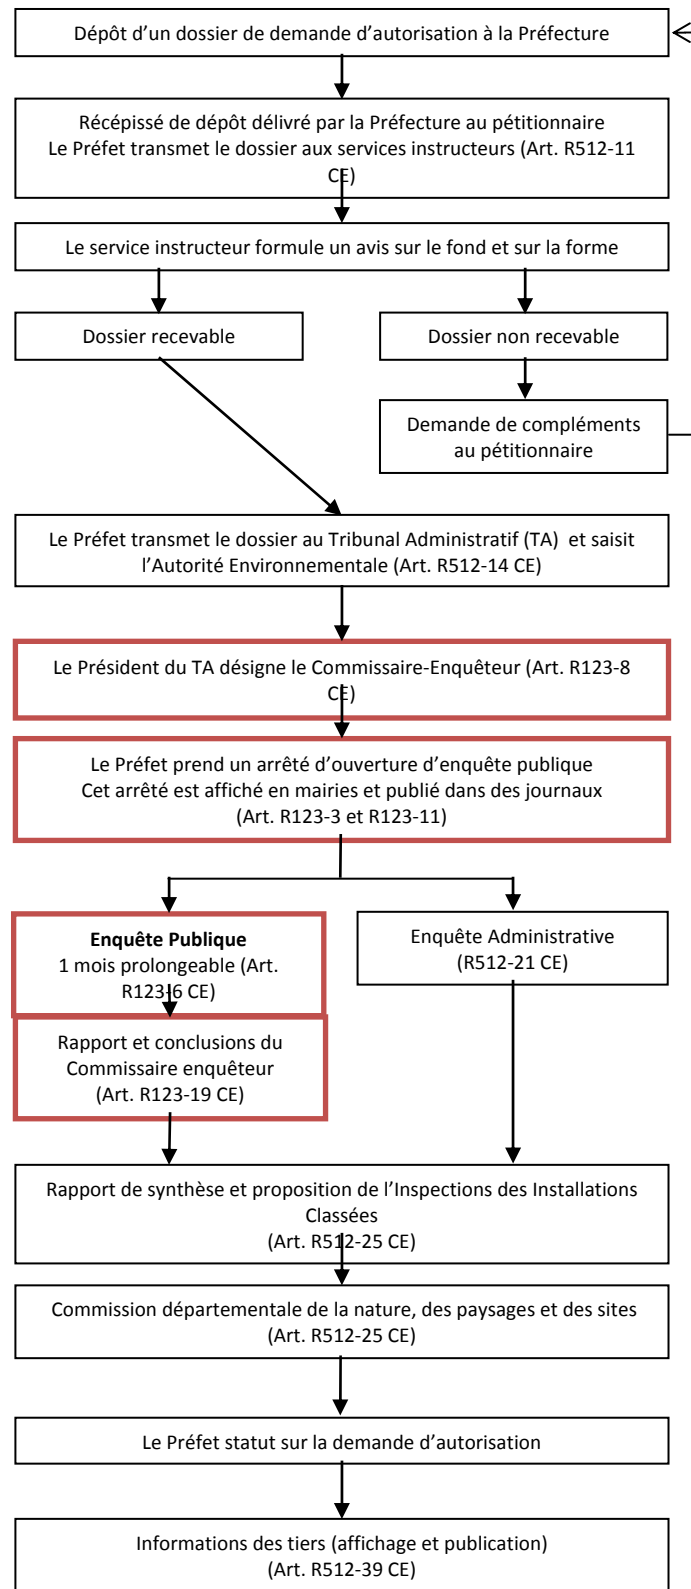 Dépôt d’un dossier de demande d’autorisation à la Préfecture
Récépissé de dépôt délivré par la Préfecture au pétitionnaire
Le Préfet transmet le dossier aux services instructeurs (Art. R512-11
CE)
Le service instructeur formule un avis sur le fond et sur la forme
Dossier recevable
Dossier non recevable
Demande de compléments
au pétitionnaire
Le Préfet transmet le dossier au Tribunal Administratif (TA) et saisit
l’Autorité Environnementale (Art. R512-14 CE)
Le Président du TA désigne le Commissaire-Enquêteur (Art. R123-8
CE)
Le Préfet prend un arrêté d’ouverture d’enquête publique
Cet arrêté est affiché en mairies et publié dans des journaux
(Art. R123-3 et R123-11)
Enquête Publique
1 mois prolongeable (Art.
R123-6 CE)
Enquête Administrative
(R512-21 CE)
Rapport et conclusions du
Commissaire enquêteur
(Art. R123-19 CE)
Rapport de synthèse et proposition de l’Inspections des Installations
Classées
(Art. R512-25 CE)
Commission départementale de la nature, des paysages et des sites
(Art. R512-25 CE)
Le Préfet statut sur la demande d’autorisation
Informations des tiers (affichage et publication)
(Art. R512-39 CE)